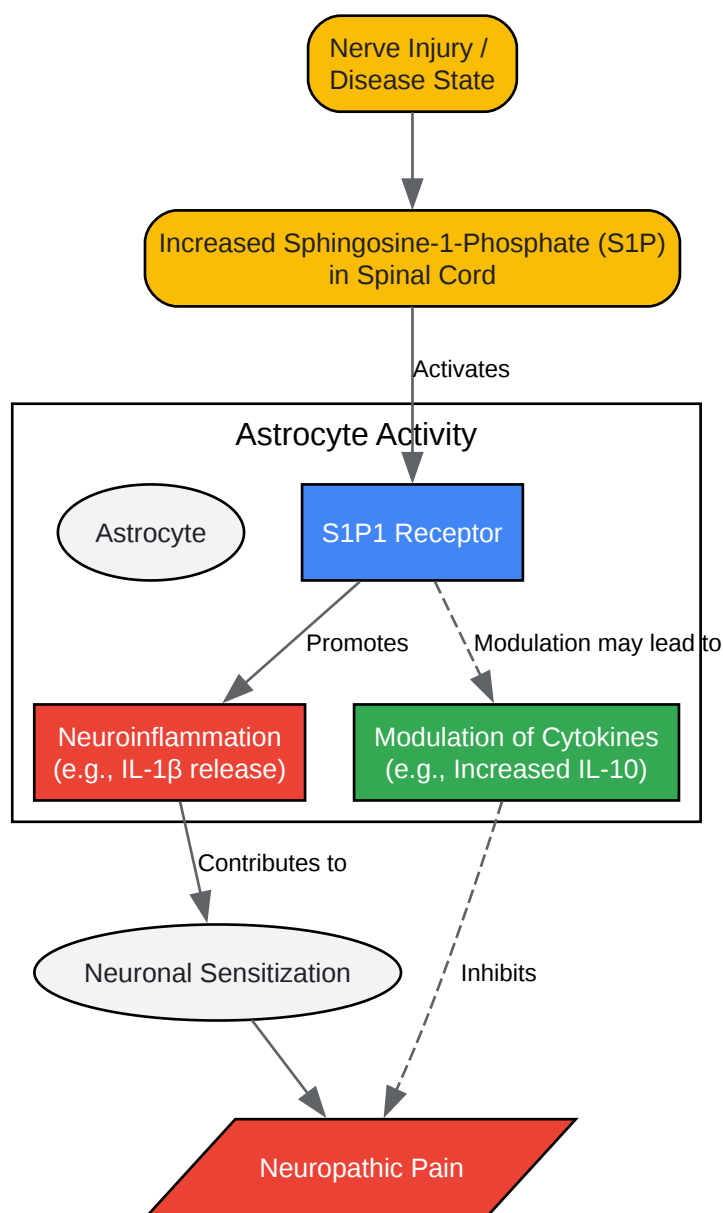 Nerve Injury /
Disease State
Increased Sphingosine-1-Phosphate (S1P)
in Spinal Cord
Activates
Astrocyte Activity
Astrocyte
S1P1 Receptor
Promotes
Modulation may lead to
Neuroinflammation
(e.g., IL-1β release)
Modulation of Cytokines
(e.g., Increased IL-10)
Contributes to
Neuronal Sensitization
Inhibits
Neuropathic Pain